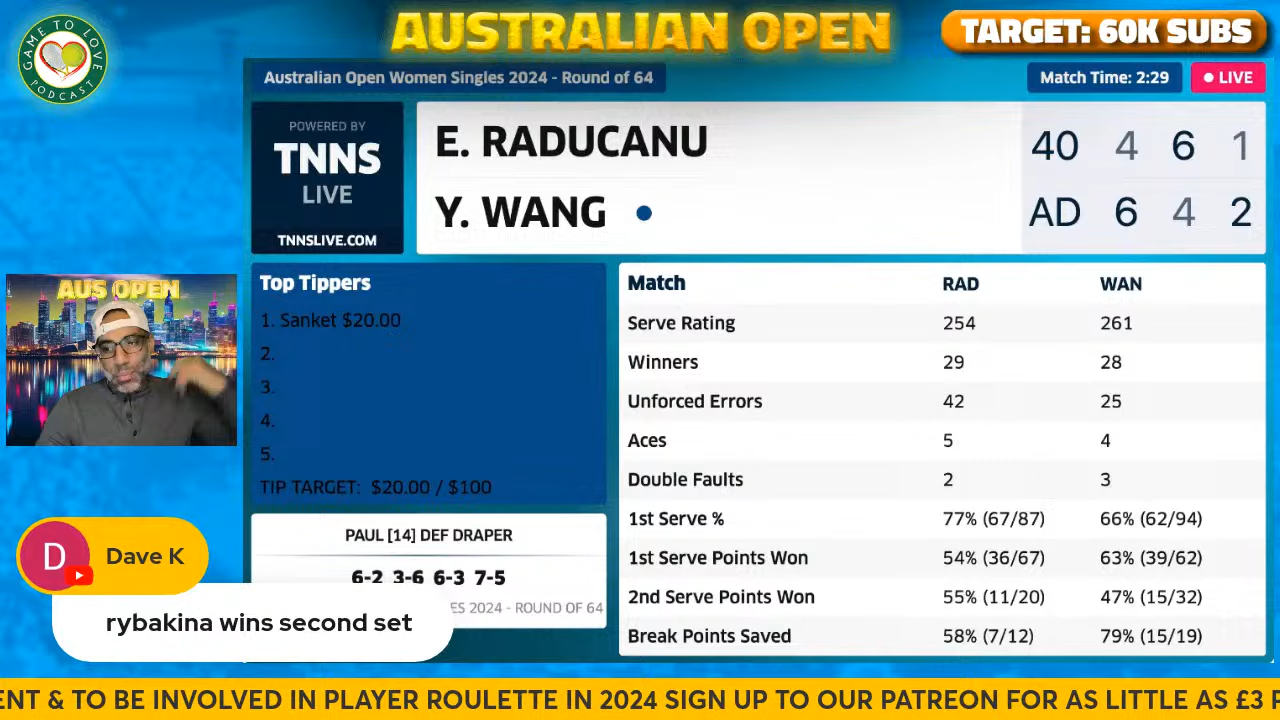 GAME TO LOVE
PODCAST
AUSTRALIAN OPEN
TARGET: 60K SUBS
Australian Open Women Singles 2024 - Round of 64
Match Time: 2:29
LIVE
POWERED BY
TNNS
LIVE
TNNSLIVE.COM
E. RADUCANU 40 4 6 1
Y. WANG AD 6 4 2
AUS OPEN
Top Tippers
1. Sanket $20.00
2.
3.
4.
5.
TIP TARGET: $20.00 / $100
PAUL [14] DEF DRAPER
6-2 3-6 6-3 7-5
ES 2024 - ROUND OF 64
Match RAD WAN
Serve Rating 254 261
Winners 29 28
Unforced Errors 42 25
Aces 5 4
Double Faults 2 3
1st Serve % 77% (67/87) 66% (62/94)
1st Serve Points Won 54% (36/67) 63% (39/62)
2nd Serve Points Won 55% (11/20) 47% (15/32)
Break Points Saved 58% (7/12) 79% (15/19)
D
Dave K
rybakina wins second set
ENT & TO BE INVOLVED IN PLAYER ROULETTE IN 2024 SIGN UP TO OUR PATREON FOR AS LITTLE AS £3